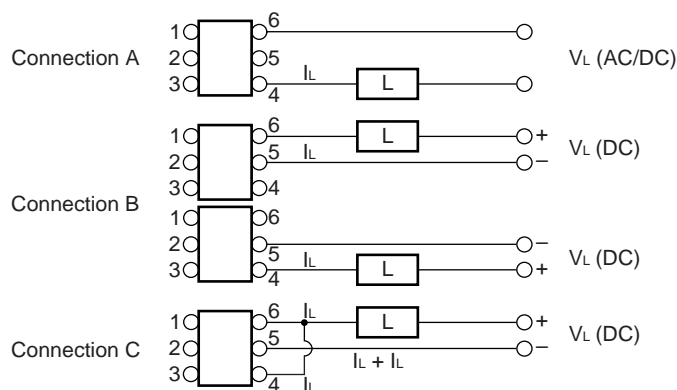 Connection A
1 6
2 5
3 4
IL L
VL (AC/DC)
Connection B
1 6 L +
2 5 IL −
3 4
VL (DC)
1 6
2 5 −
3 4 IL L +
VL (DC)
Connection C
1 6 IL L +
2 5 IL + IL −
3 4 IL
VL (DC)